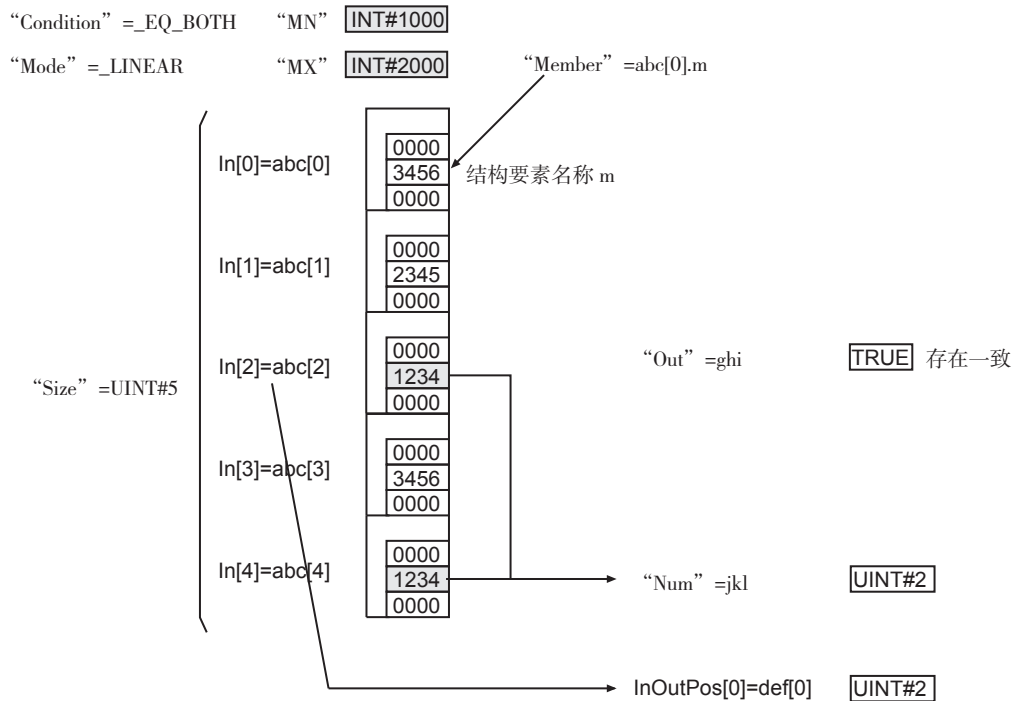 “Condition”=_EQ_BOTH “MN” INT#1000
“Mode”=_LINEAR “MX” INT#2000 “Member”=abc[0].m
0000
In[0]=abc[0] 3456 结构要素名称 m
0000
0000
In[1]=abc[1] 2345
0000
0000
In[2]=abc[2] 1234 “Out”=ghi TRUE 存在一致
“Size”=UINT#5 0000
0000
In[3]=abc[3] 3456
0000
0000
In[4]=abc[4] 1234 “Num”=jkl UINT#2
0000
InOutPos[0]=def[0] UINT#2